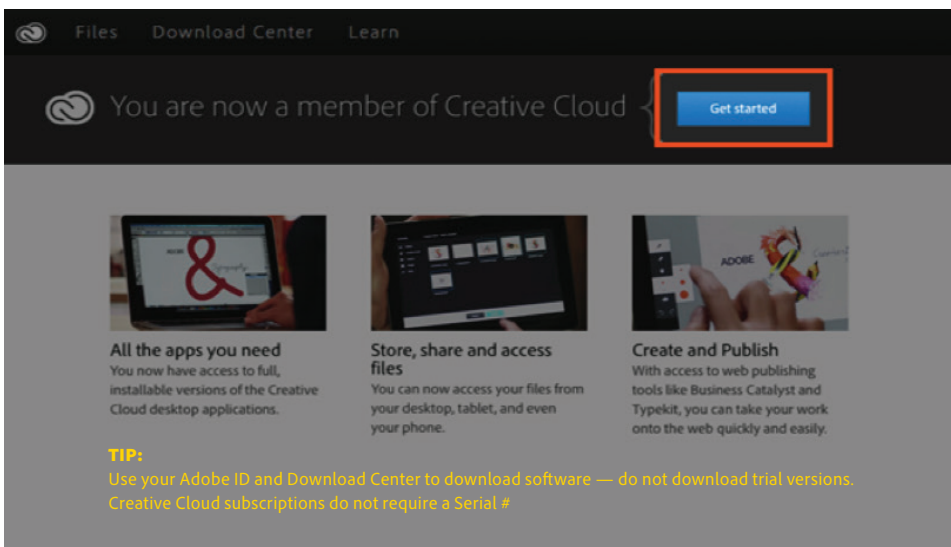 Files Download Center Learn
You are now a member of Creative Cloud
Get started
ADOBE
Typography
ADOBE
All the apps you need
You now have access to full,
installable versions of the Creative
Cloud desktop applications.
Store, share and access
files
You can now access your files from
your desktop, tablet, and even
your phone.
Create and Publish
With access to web publishing
tools like Business Catalyst and
Typekit, you can take your work
onto the web quickly and easily.
TIP:
Use your Adobe ID and Download Center to download software — do not download trial versions.
Creative Cloud subscriptions do not require a Serial #